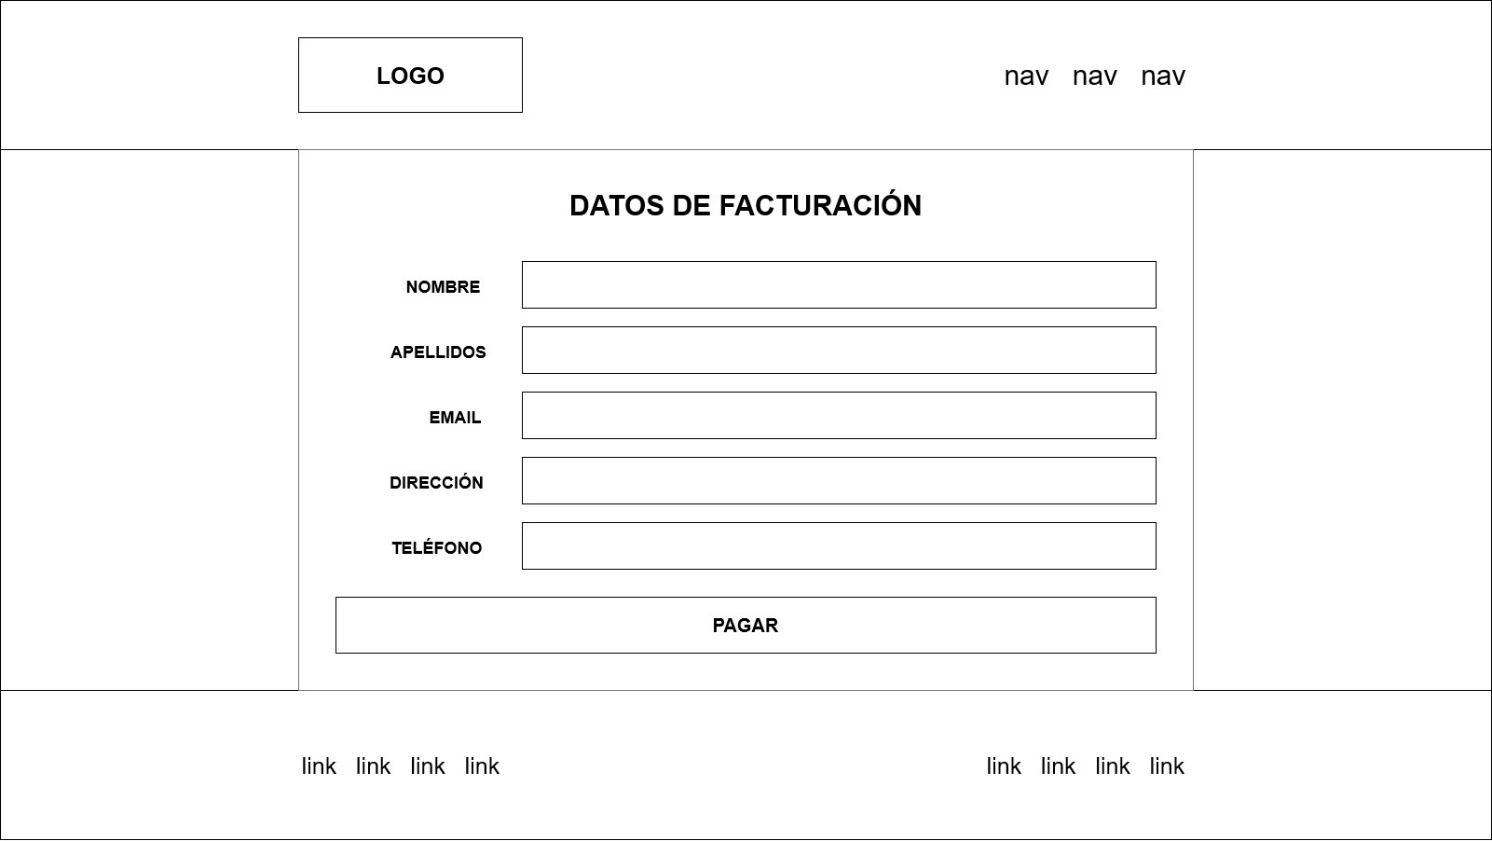 LOGO nav nav nav
DATOS DE FACTURACIÓN
NOMBRE
APELLIDOS
EMAIL
DIRECCIÓN
TELÉFONO
PAGAR
link link link link link link link link